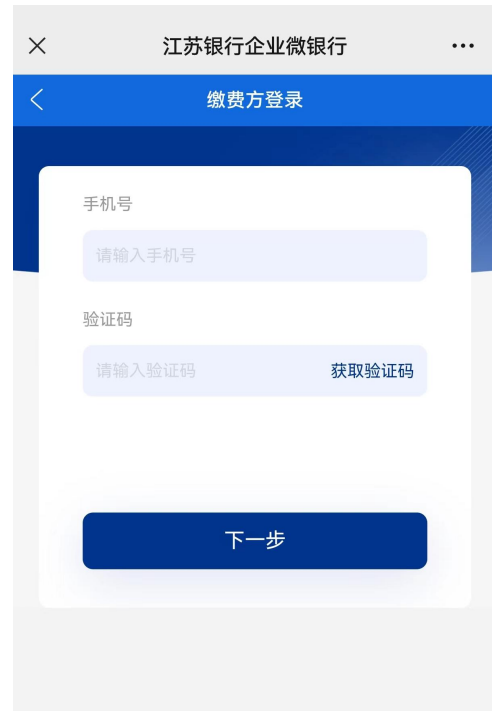 江苏银行企业微银行
缴费方登录
手机号
请输入手机号
验证码
请输入验证码 获取验证码
下一步